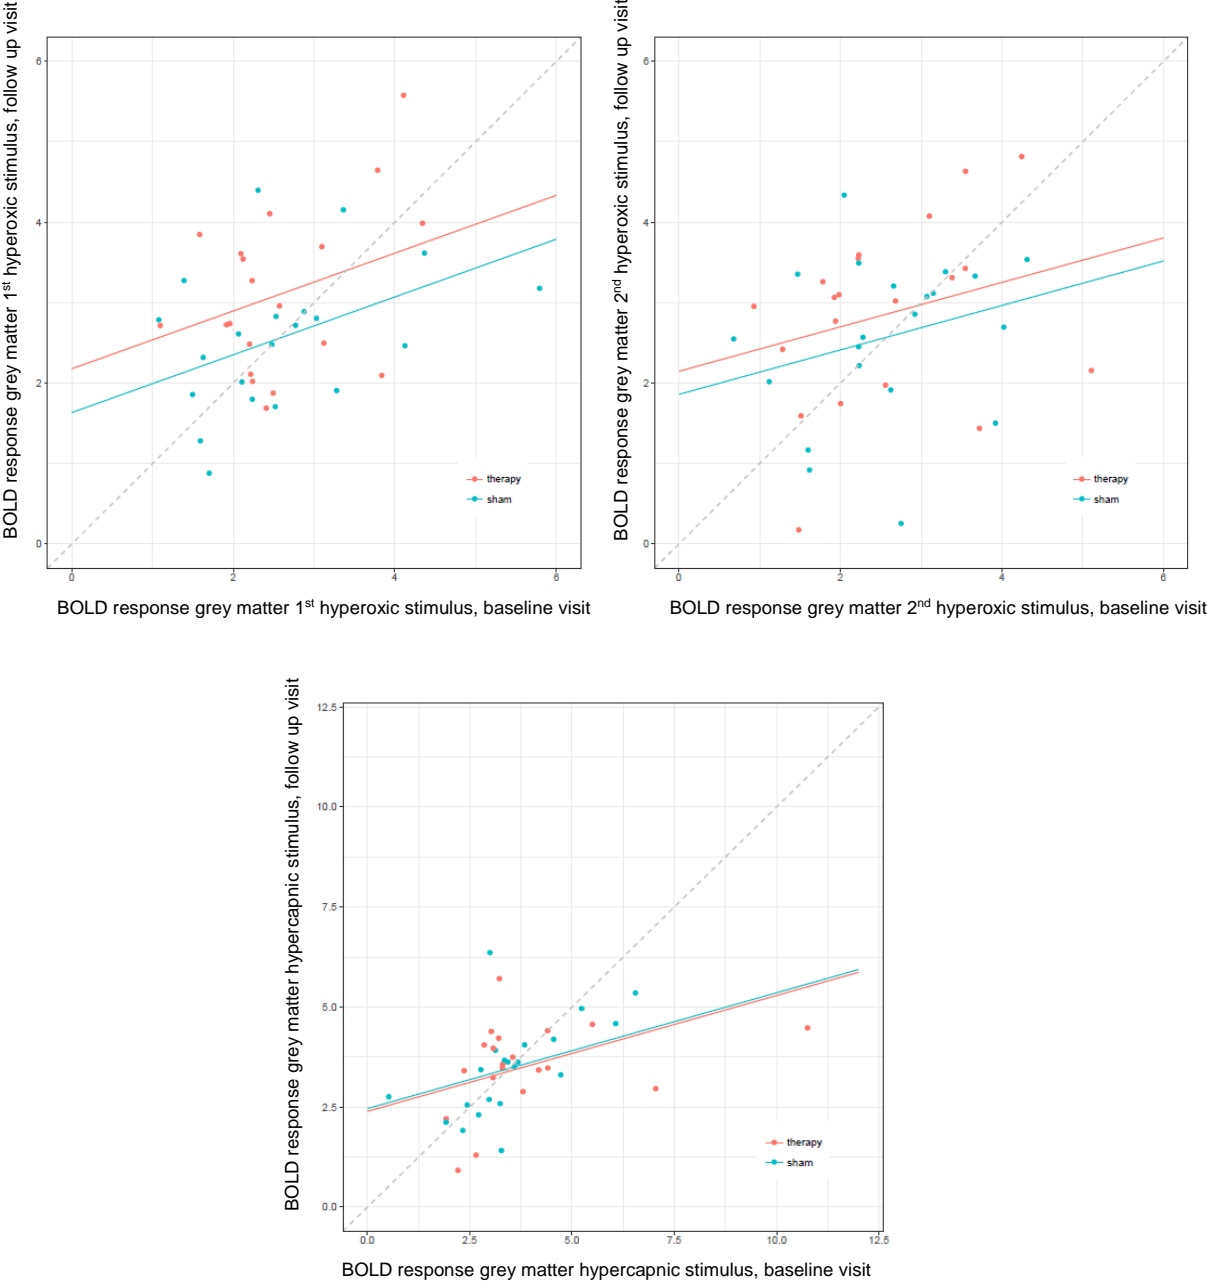 BOLD response grey matter 1st hyperoxic stimulus, follow up visit
6
4
2
0
therapy
sham
0
2
4
6
BOLD response grey matter 1st hyperoxic stimulus, baseline visit
BOLD response grey matter 2nd hyperoxic stimulus, follow up visit
6
4
2
0
therapy
sham
0
2
4
6
BOLD response grey matter 2nd hyperoxic stimulus, baseline visit
BOLD response grey matter hypercapnic stimulus, follow up visit
12.5
10.0
7.5
5.0
2.5
0.0
therapy
sham
0.0
2.5
5.0
7.5
10.0
12.5
BOLD response grey matter hypercapnic stimulus, baseline visit